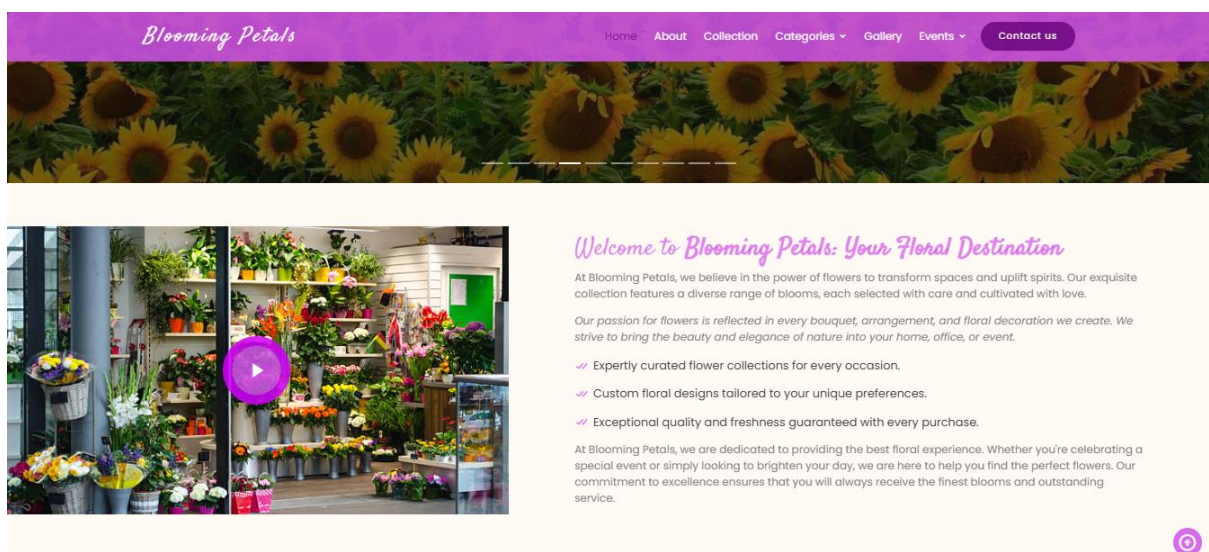 Blooming Petals
Home About Collection Categories Gallery Events Contact us
Welcome to Blooming Petals: Your Floral Destination
At Blooming Petals, we believe in the power of flowers to transform spaces and uplift spirits. Our exquisite
collection features a diverse range of blooms, each selected with care and cultivated with love.
Our passion for flowers is reflected in every bouquet, arrangement, and floral decoration we create. We
strive to bring the beauty and elegance of nature into your home, office, or event.
Expertly curated flower collections for every occasion.
Custom floral designs tailored to your unique preferences.
Exceptional quality and freshness guaranteed with every purchase.
At Blooming Petals, we are dedicated to providing the best floral experience. Whether you're celebrating a
special event or simply looking to brighten your day, we are here to help you find the perfect flowers. Our
commitment to excellence ensures that you will always receive the finest blooms and outstanding
service.